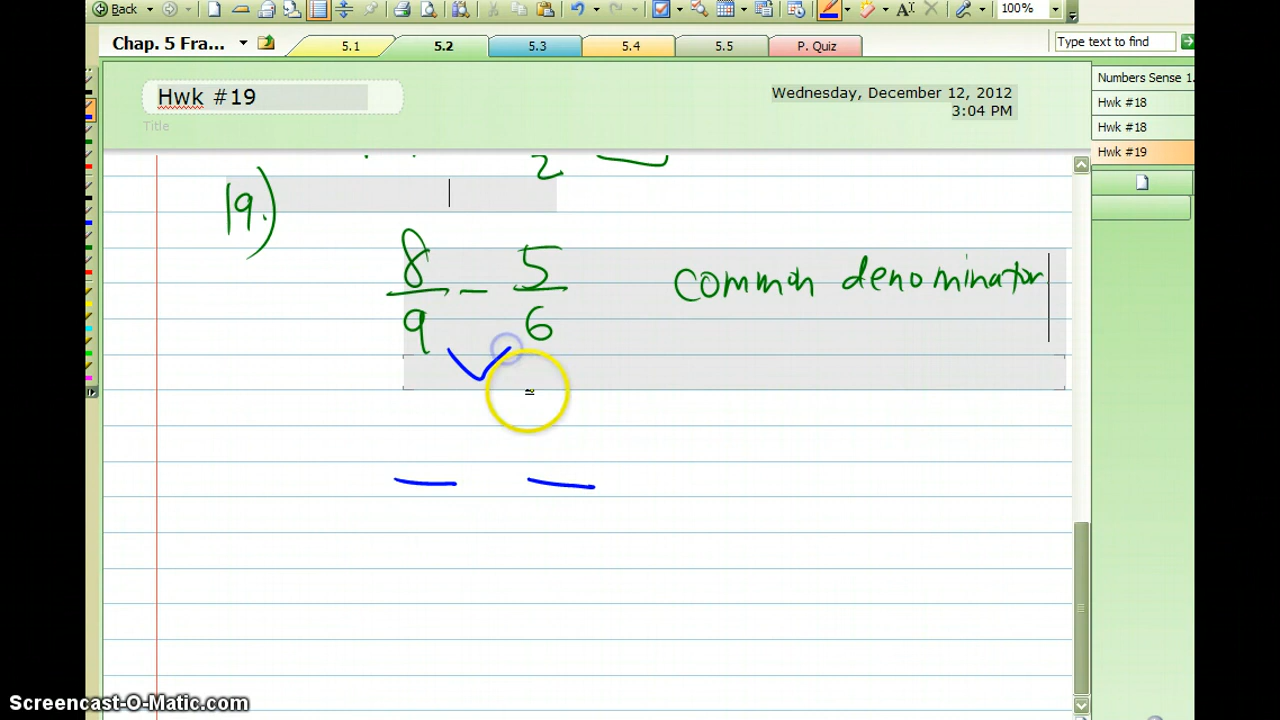 Back
100%
Chap. 5 Fra...
5.1
5.2
5.3
5.4
5.5
P. Quiz
Type text to find
Hwk #19
Title
Wednesday, December 12, 2012
3:04 PM
Numbers Sense 1.
Hwk #18
Hwk #18
Hwk #19
2
19.)
8/9 - 5/6
common denominator
Screencast-O-Matic.com